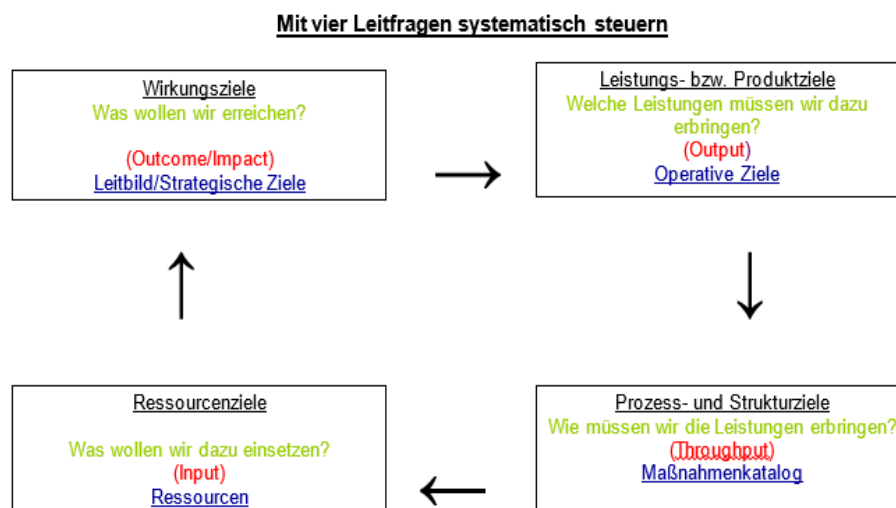 Mit vier Leitfragen systematisch steuern
Wirkungsziele
Was wollen wir erreichen?
(Outcome/Impact)
Leitbild/Strategische Ziele
Leistungs- bzw. Produktziele
Welche Leistungen müssen wir dazu
erbringen?
(Output)
Operative Ziele
Ressourcenziele
Was wollen wir dazu einsetzen?
(Input)
Ressourcen
Prozess- und Strukturziele
Wie müssen wir die Leistungen erbringen?
(Throughput)
Maßnahmenkatalog